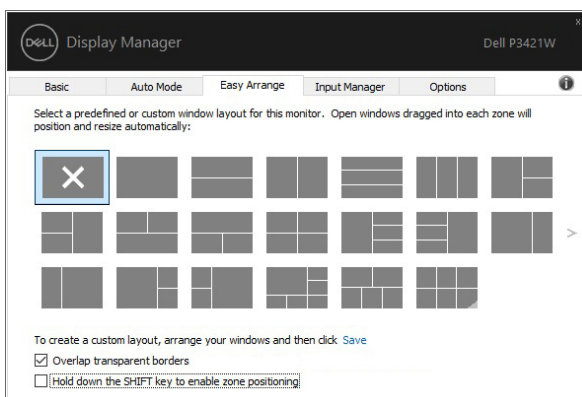 x
DELL Display Manager
Dell P3421W
Basic Auto Mode Easy Arrange Input Manager Options i
Select a predefined or custom window layout for this monitor. Open windows dragged into each zone will
position and resize automatically:
>
To create a custom layout, arrange your windows and then click Save
Overlap transparent borders
Hold down the SHIFT key to enable zone positioning